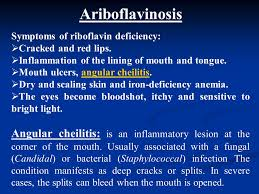 Ariboflavinosis
Symptoms of riboflavin deficiency:
➢Cracked and red lips.
➢Inflammation of the lining of mouth and tongue.
➢Mouth ulcers, angular cheilitis.
➢Dry and scaling skin and iron-deficiency anemia.
➢The eyes become bloodshot, itchy and sensitive to
bright light.
Angular cheilitis: is an inflammatory lesion at the
corner of the mouth. Usually associated with a fungal
(Candidal) or bacterial (Staphylococcal) infection The
condition manifests as deep cracks or splits. In severe
cases, the splits can bleed when the mouth is opened.